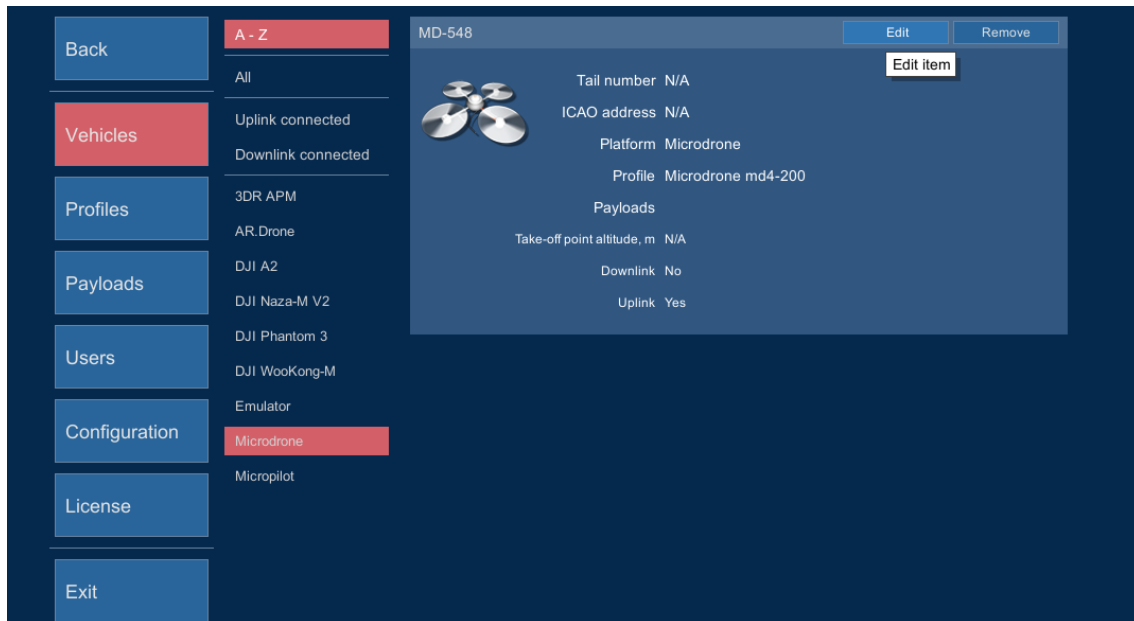 Back
Vehicles
Profiles
Payloads
Users
Configuration
License
Exit
A - Z
All
Uplink connected
Downlink connected
3DR APM
AR.Drone
DJI A2
DJI Naza-M V2
DJI Phantom 3
DJI WooKong-M
Emulator
Microdrone
Micropilot
MD-548
Edit
Remove
Edit item
Tail number N/A
ICAO address N/A
Platform Microdrone
Profile Microdrone md4-200
Payloads
Take-off point altitude, m N/A
Downlink No
Uplink Yes